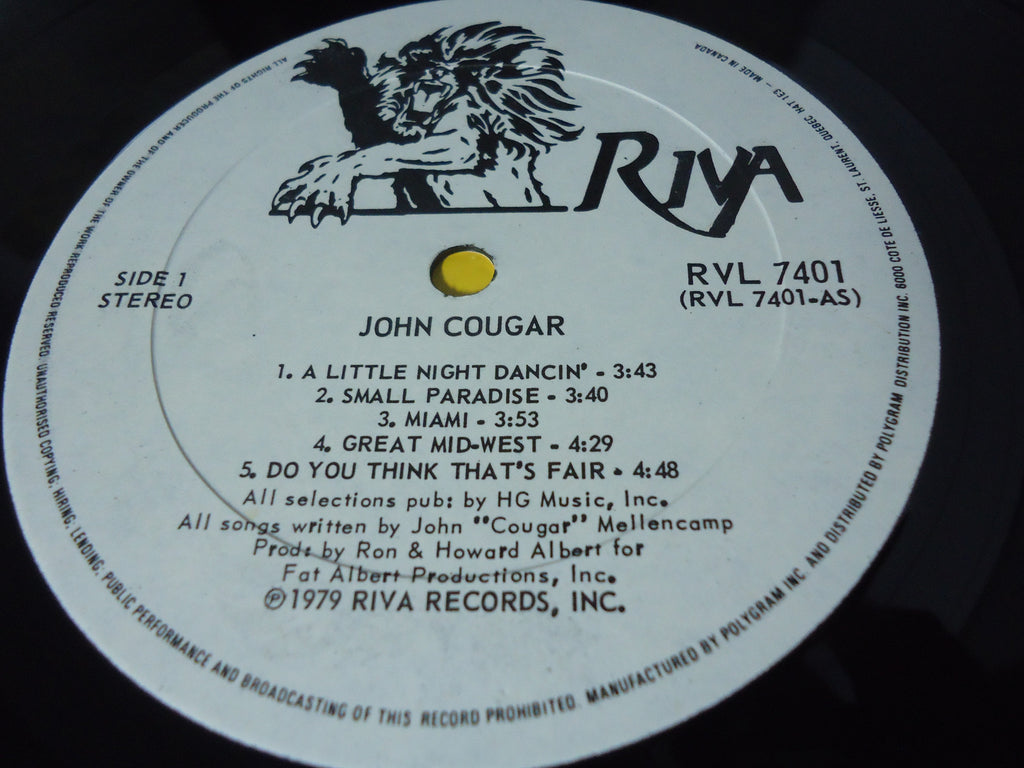 RIVA
SIDE 1
STEREO
RVL 7401
(RVL 7401-AS)
JOHN COUGAR
1. A LITTLE NIGHT DANCIN' - 3:43
2. SMALL PARADISE - 3:40
3. MIAMI - 3:53
4. GREAT MID-WEST - 4:29
5. DO YOU THINK THAT'S FAIR - 4:48
All selections pub: by HG Music, Inc.
All songs written by John "Cougar" Mellencamp
Prod: by Ron & Howard Albert for
Fat Albert Productions, Inc.
℗1979 RIVA RECORDS, INC.
ALL RIGHTS OF THE PRODUCER AND OF THE OWNER OF THE WORK REPRODUCED RESERVED. UNAUTHORISED COPYING, HIRING, LENDING, PUBLIC PERFORMANCE AND BROADCASTING OF THIS RECORD PROHIBITED. MANUFACTURED BY POLYGRAM INC. AND DISTRIBUTED BY POLYGRAM DISTRIBUTION INC. 6000 COTE DE LIESSE, ST. LAURENT, QUEBEC H4T 1E3 - MADE IN CANADA